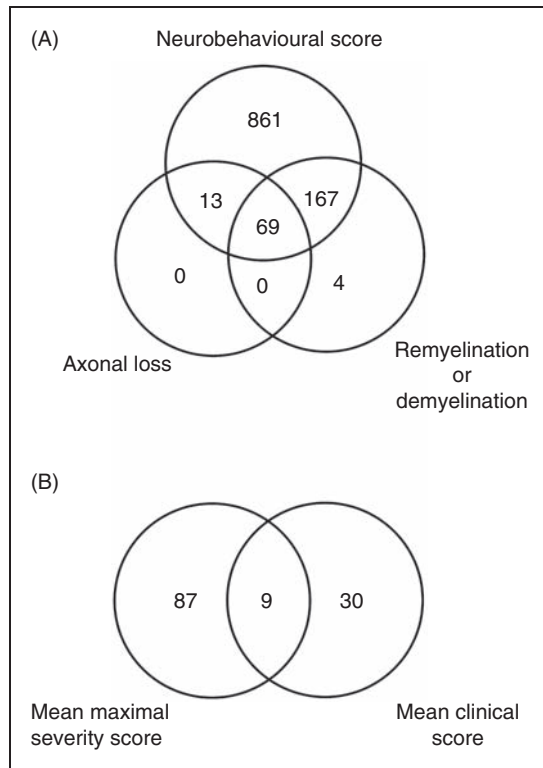 (A)
Neurobehavioural score
861
13
167
69
0
0
4
Axonal loss
Remyelination
or
demyelination
(B)
87
9
30
Mean maximal
severity score
Mean clinical
score